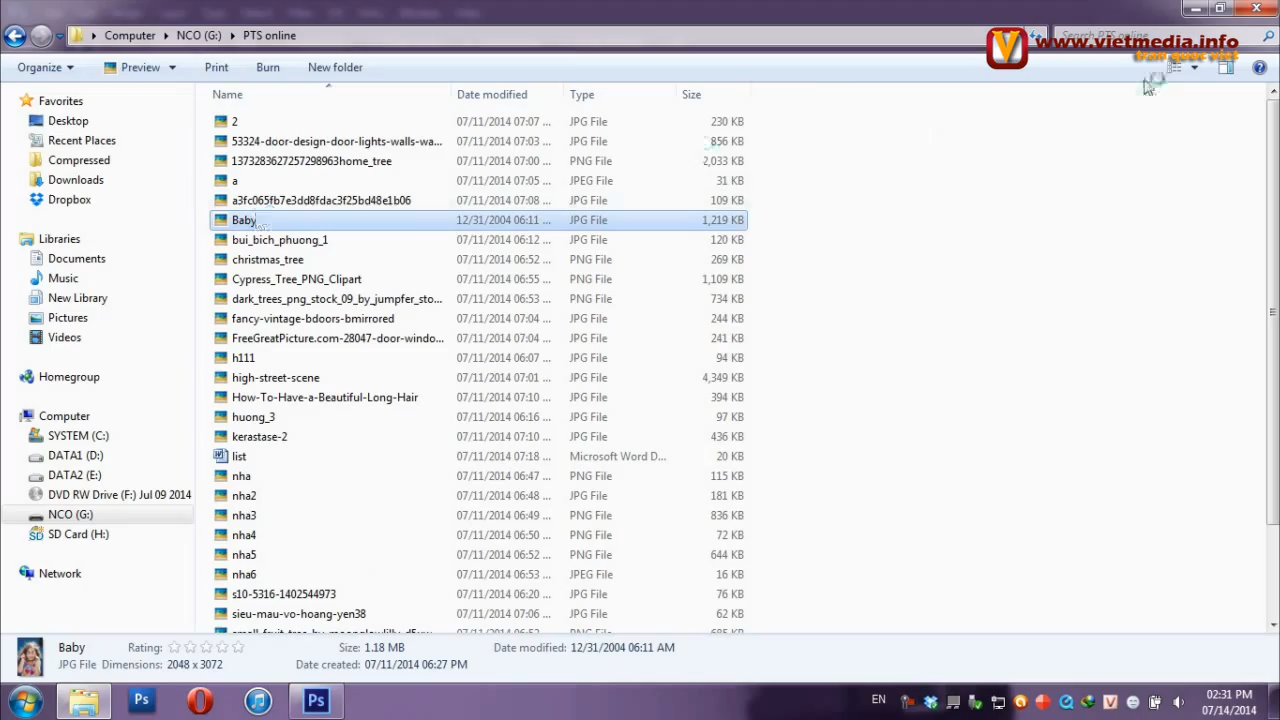 Computer ▸ NCO (G:) ▸ PTS online
Search PTS online
www.vietmedia.info
Organize Preview Print Burn New folder
Name Date modified Type Size
Favorites
Desktop
Recent Places
Compressed
Downloads
Dropbox
Libraries
Documents
Music
New Library
Pictures
Videos
Homegroup
Computer
SYSTEM (C:)
DATA1 (D:)
DATA2 (E:)
DVD RW Drive (F:) Jul 09 2014
NCO (G:)
SD Card (H:)
Network
2 07/11/2014 07:07 ... JPG File 230 KB
53324-door-design-door-lights-walls-wa... 07/11/2014 07:03 ... JPG File 856 KB
1373283627257298963home_tree 07/11/2014 07:00 ... PNG File 2,033 KB
a 07/11/2014 07:05 ... JPEG File 31 KB
a3fc065fb7e3dd8fdac3f25bd48e1b06 07/11/2014 07:08 ... JPG File 109 KB
Baby 12/31/2004 06:11 ... JPG File 1,219 KB
bui_bich_phuong_1 07/11/2014 06:12 ... JPG File 120 KB
christmas_tree 07/11/2014 06:52 ... PNG File 269 KB
Cypress_Tree_PNG_Clipart 07/11/2014 06:55 ... PNG File 1,109 KB
dark_trees_png_stock_09_by_jumpfer_sto... 07/11/2014 06:53 ... PNG File 734 KB
fancy-vintage-bdoors-bmirrored 07/11/2014 07:04 ... JPG File 244 KB
FreeGreatPicture.com-28047-door-windo... 07/11/2014 07:04 ... JPG File 241 KB
h111 07/11/2014 06:07 ... JPG File 94 KB
high-street-scene 07/11/2014 07:01 ... JPG File 4,349 KB
How-To-Have-a-Beautiful-Long-Hair 07/11/2014 07:10 ... JPG File 394 KB
huong_3 07/11/2014 06:16 ... JPG File 97 KB
kerastase-2 07/11/2014 07:10 ... JPG File 436 KB
list 07/11/2014 07:18 ... Microsoft Word D... 20 KB
nha 07/11/2014 06:47 ... PNG File 115 KB
nha2 07/11/2014 06:48 ... JPG File 181 KB
nha3 07/11/2014 06:49 ... PNG File 836 KB
nha4 07/11/2014 06:50 ... PNG File 72 KB
nha5 07/11/2014 06:52 ... PNG File 644 KB
nha6 07/11/2014 06:53 ... JPEG File 16 KB
s10-5316-1402544973 07/11/2014 06:20 ... JPG File 76 KB
sieu-mau-vo-hoang-yen38 07/11/2014 07:06 ... JPG File 62 KB
Baby Rating: Size: 1.18 MB Date modified: 12/31/2004 06:11 AM
JPG File Dimensions: 2048 x 3072 Date created: 07/11/2014 06:27 PM
Ps Ps EN 02:31 PM
07/14/2014